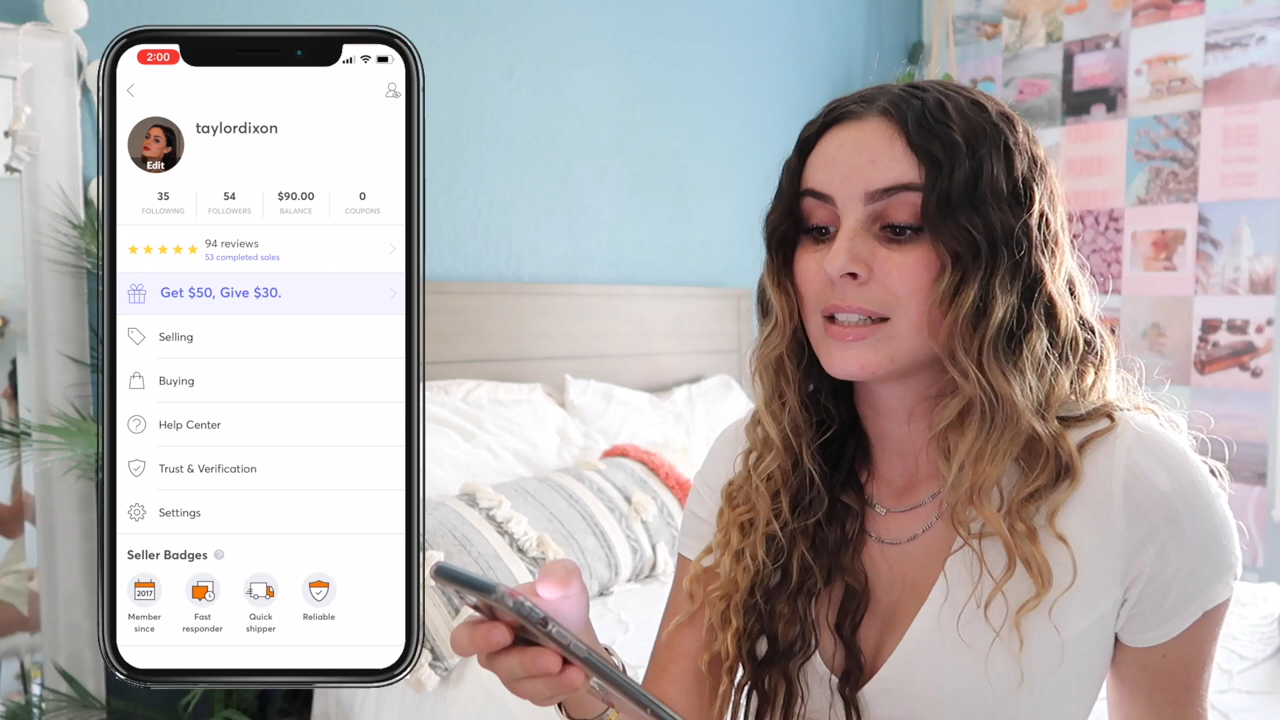 2:00
taylordixon
Edit
35 54 $90.00 0
FOLLOWING FOLLOWERS BALANCE COUPONS
94 reviews
53 completed sales
Get $50, Give $30.
Selling
Buying
Help Center
Trust & Verification
Settings
Seller Badges ?
2017
Member since
Fast responder
Quick shipper
Reliable